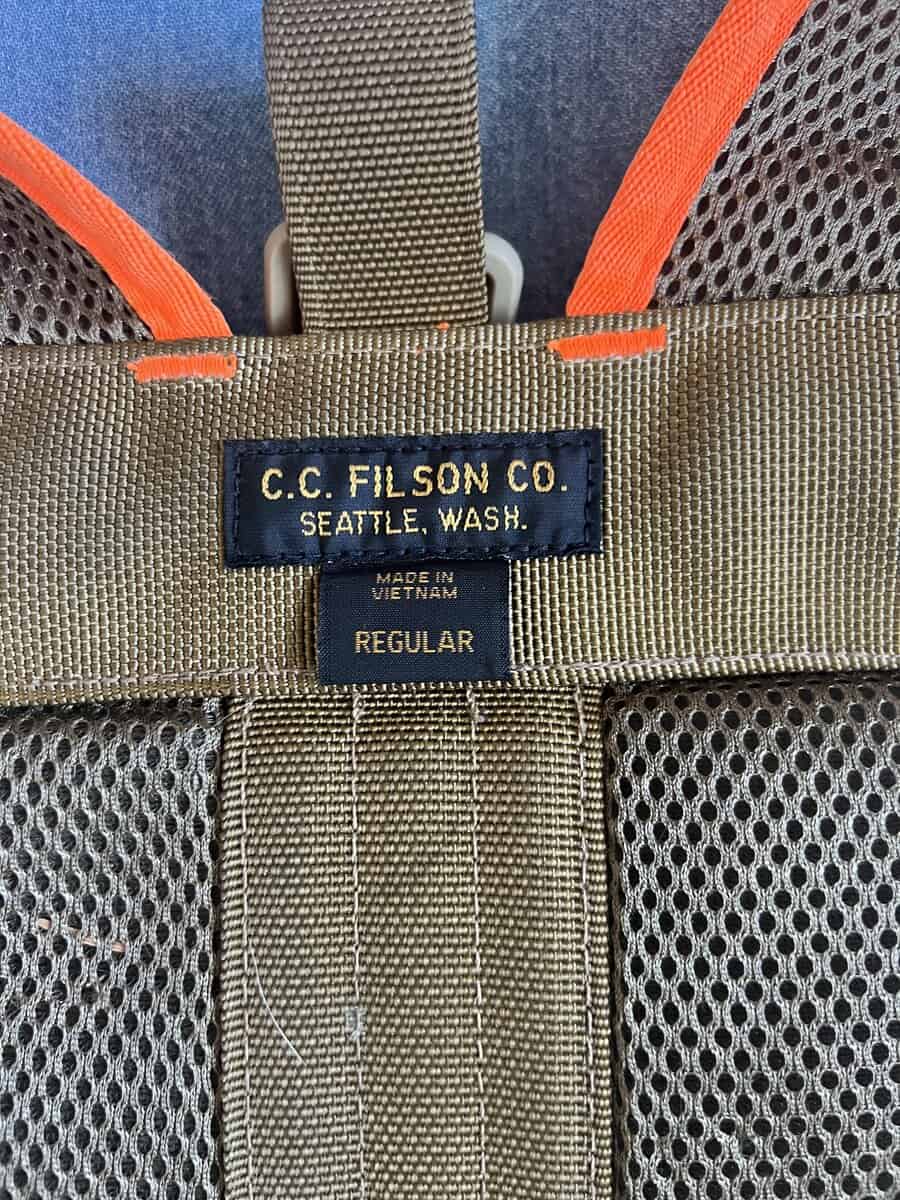 C.C. FILSON CO.
SEATTLE, WASH.
MADE IN
VIETNAM
REGULAR